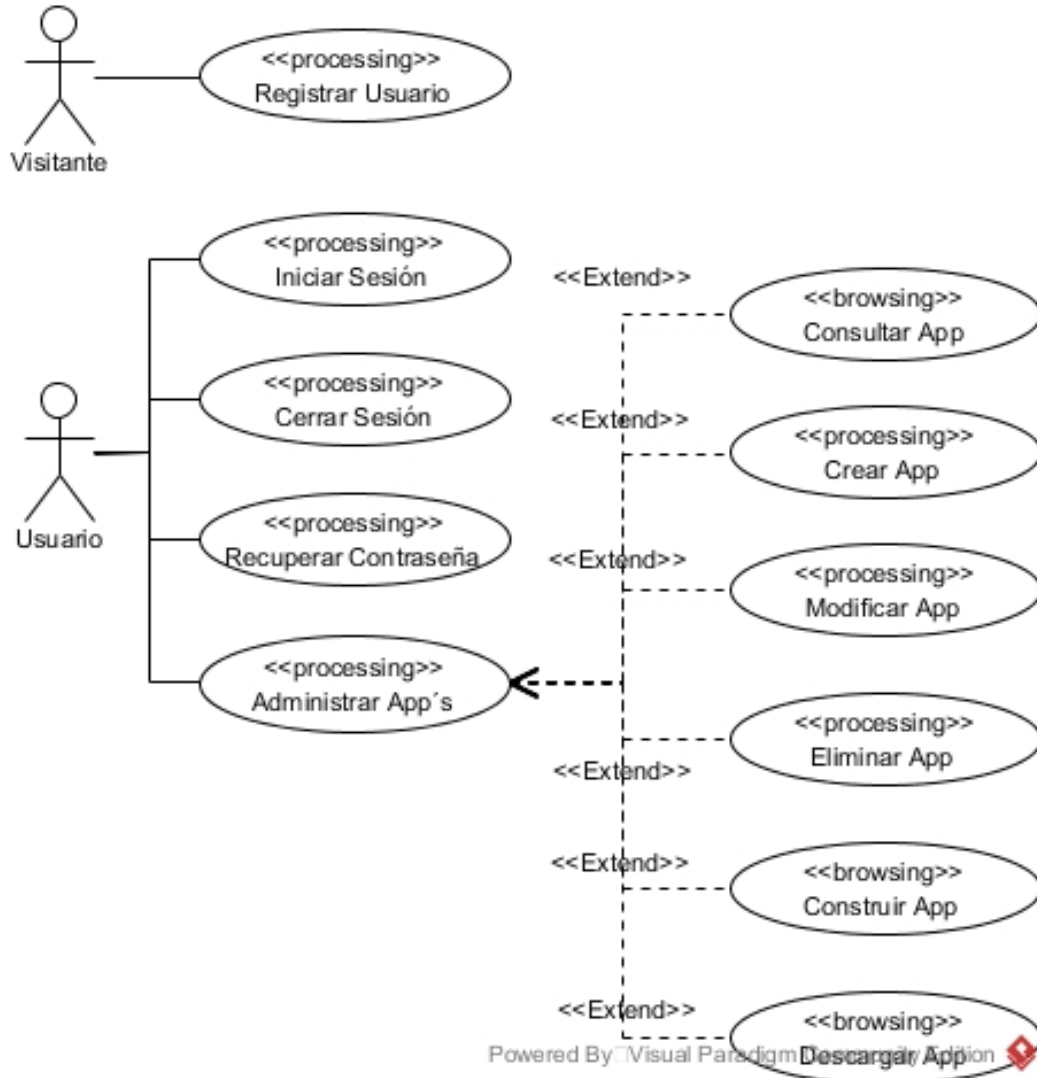 <<processing>>
Registrar Usuario
Visitante
<<processing>>
Iniciar Sesión
<<processing>>
Cerrar Sesión
Usuario
<<processing>>
Recuperar Contraseña
<<processing>>
Administrar App´s
<<Extend>>
<<browsing>>
Consultar App
<<Extend>>
<<processing>>
Crear App
<<Extend>>
<<processing>>
Modificar App
<<processing>>
Eliminar App
<<Extend>>
<<Extend>>
<<browsing>>
Construir App
<<Extend>>
<<browsing>>
Descargar App
Powered By Visual Paradigm Community Edition